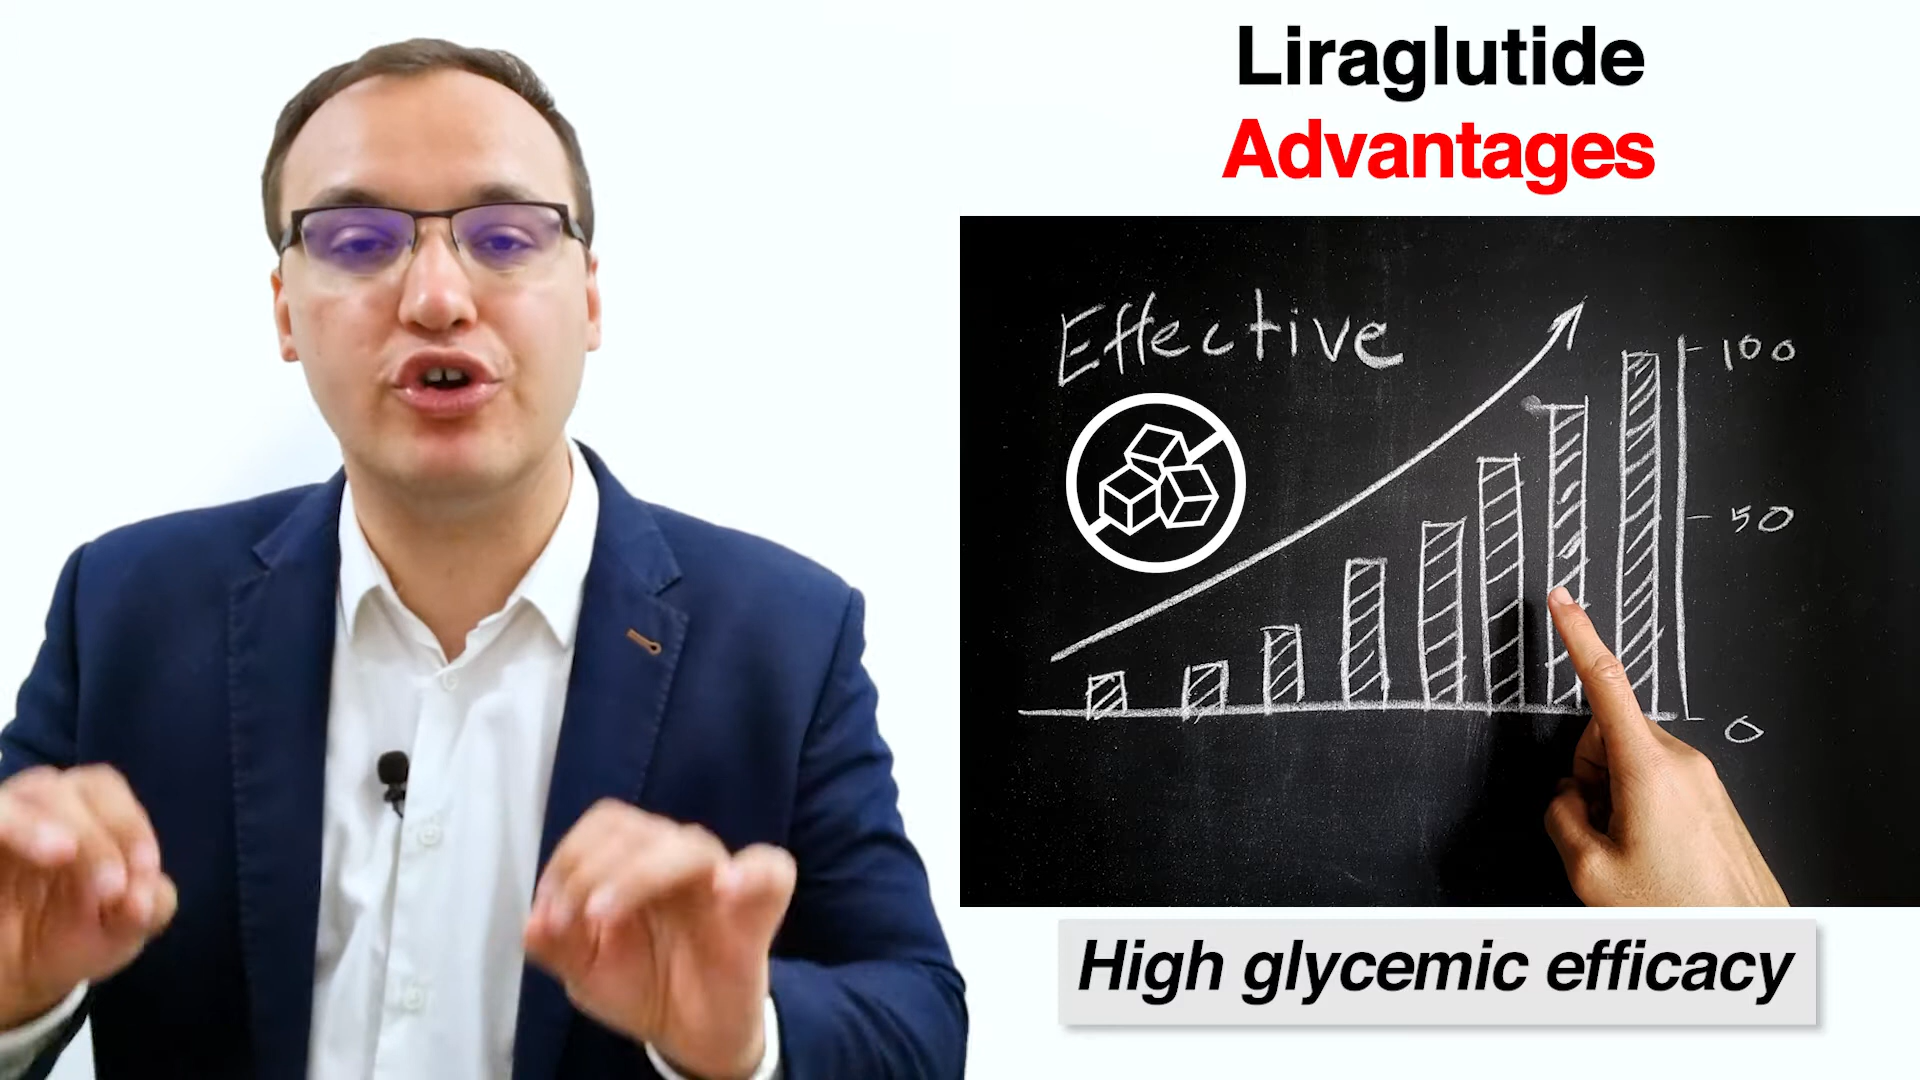 Liraglutide
Advantages
Effective
100
50
0
High glycemic efficacy